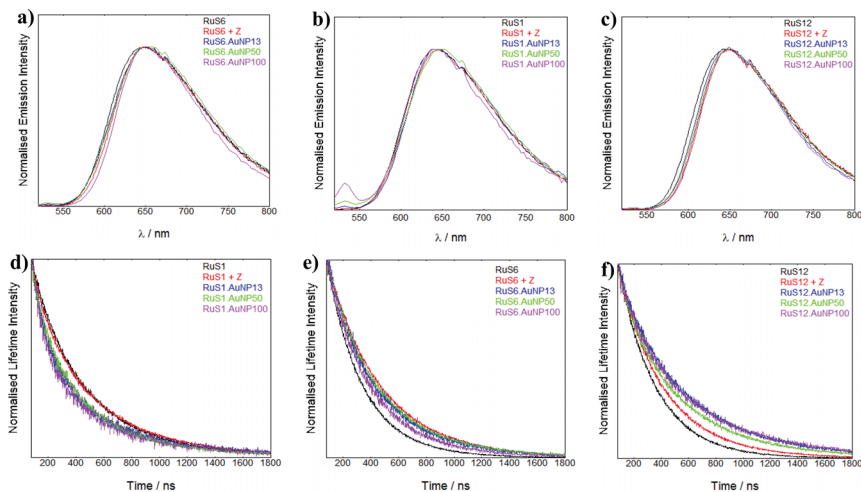 a)
RuS6
RuS6 + Z
RuS6.AuNP13
RuS6.AuNP50
RuS6.AuNP100
Normalised Emission Intensity
550 600 650 700 750 800
λ / nm
b)
RuS1
RuS1 + Z
RuS1.AuNP13
RuS1.AuNP50
RuS1.AuNP100
Normalised Emission Intensity
550 600 650 700 750 800
λ / nm
c)
RuS12
RuS12 + Z
RuS12.AuNP13
RuS12.AuNP50
RuS12.AuNP100
Normalised Emission Intensity
550 600 650 700 750 800
λ / nm
d)
RuS1
RuS1 + Z
RuS1.AuNP13
RuS1.AuNP50
RuS1.AuNP100
Normalised Lifetime Intensity
200 400 600 800 1000 1200 1400 1600 1800
Time / ns
e)
RuS6
RuS6 + Z
RuS6.AuNP13
RuS6.AuNP50
RuS6.AuNP100
Normalised Lifetime Intensity
200 400 600 800 1000 1200 1400 1600 1800
Time / ns
f)
RuS12
RuS12 + Z
RuS12.AuNP13
RuS12.AuNP50
RuS12.AuNP100
Normalised Lifetime Intensity
200 400 600 800 1000 1200 1400 1600 1800
Time / ns